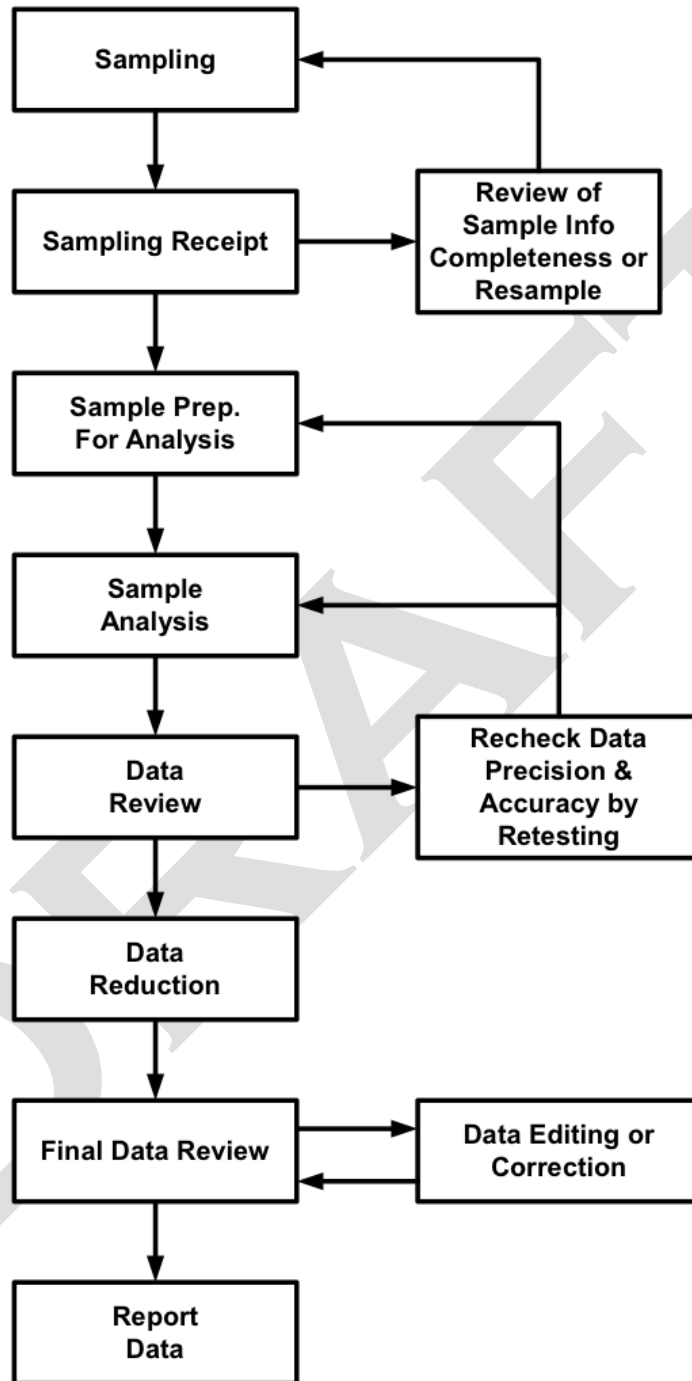 Sampling
Sampling Receipt
Review of
Sample Info
Completeness or
Resample
Sample Prep.
For Analysis
Sample
Analysis
Data
Review
Recheck Data
Precision &
Accuracy by
Retesting
Data
Reduction
Final Data Review
Data Editing or
Correction
Report
Data
DRAFT